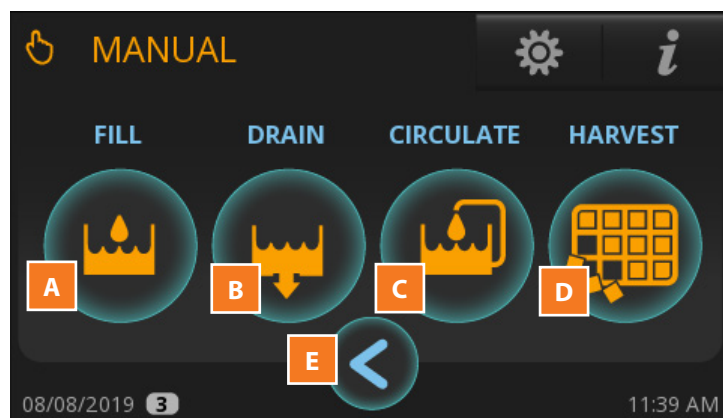 MANUAL i
FILL DRAIN CIRCULATE HARVEST
A B C D
E <
08/08/2019 3 11:39 AM